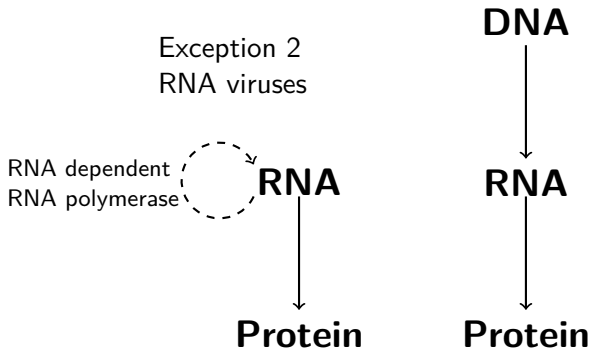 Exception 2
RNA viruses
RNA dependent
RNA polymerase
RNA
Protein
DNA
RNA
Protein